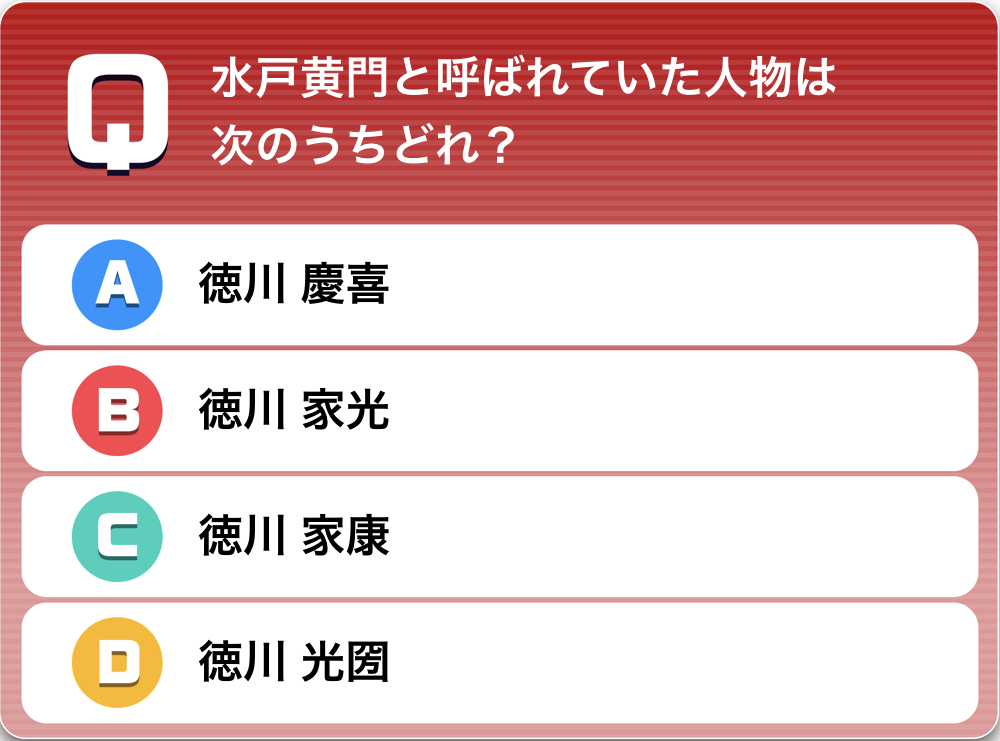 Q
水戸黄門と呼ばれていた人物は
次のうちどれ？
A 徳川 慶喜
B 徳川 家光
C 徳川 家康
D 徳川 光圀